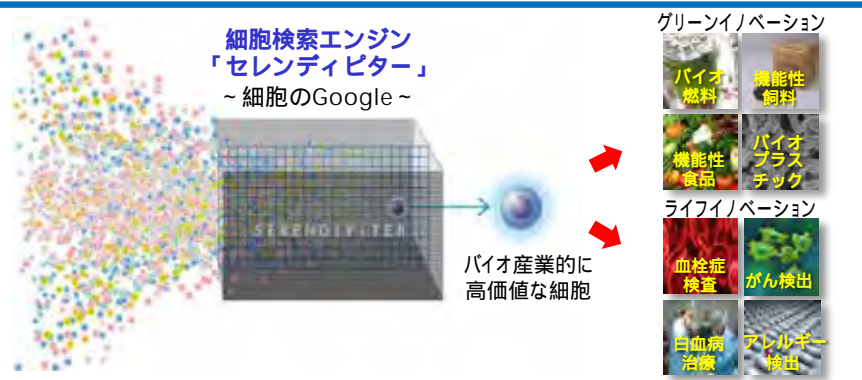 細胞検索エンジン
「セレンディピター」
~細胞のGoogle~
SERENDIPITER
バイオ産業的に
高価値な細胞
グリーンイノベーション
バイオ
燃料
機能性
飼料
機能性
食品
バイオ
プラス
チック
ライフイノベーション
血栓症
検査
がん検出
白血病
治療
アレルギー
検出